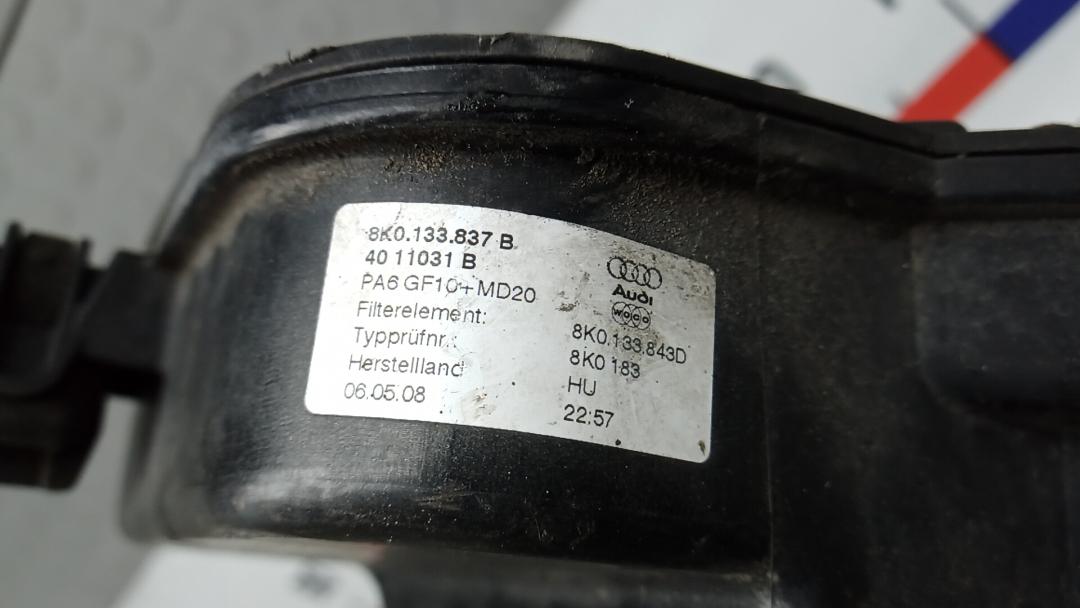 8K0.133.837 B
40 11031 B
PA6 GF10+MD20
Audi
WOCO
Filterelement: 8K0.133.843D
Typprüfnr.: 8K0 183
Herstellland HU
06.05.08 22:57